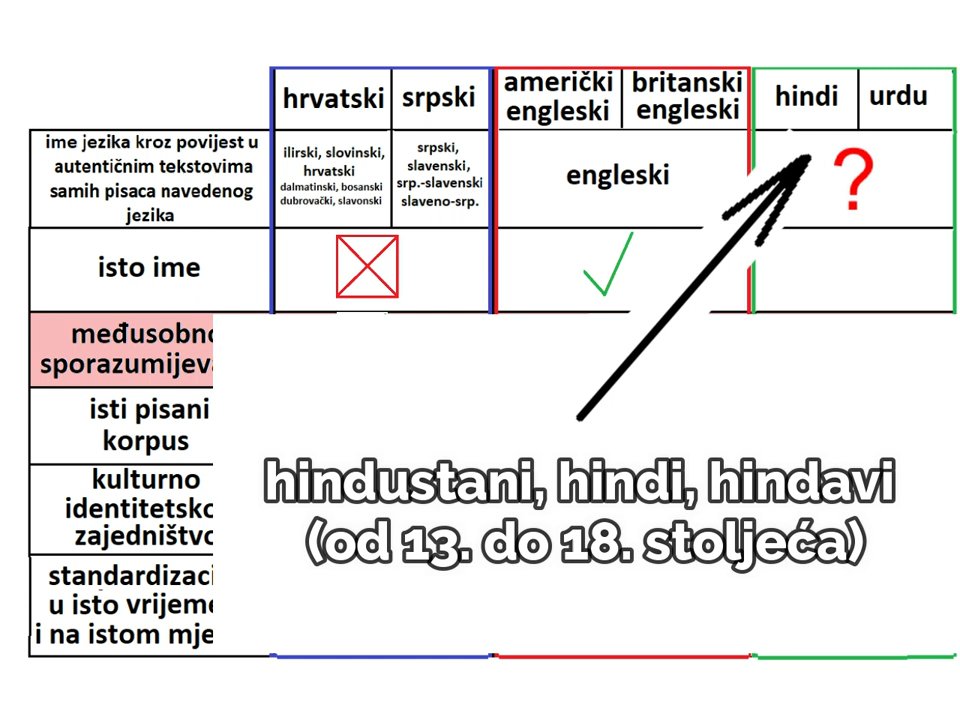 hrvatski
srpski
američki
engleski
britanski
engleski
hindi
urdu
ime jezika kroz povijest u
autentičnim tekstovima
samih pisaca navedenog
jezika
ilirski, slovinski,
hrvatski
dalmatinski, bosanski
dubrovački, slavonski
srpski,
slavenski,
srp.-slavenski
slaveno-srp.
engleski
?
isto ime
međusobno
sporazumijeva
isti pisani
korpus
kulturno
identitetsko
zajedništvo
standardizaci
u isto vrijeme
i na istom mje
hindustani, hindi, hindavi
(od 13. do 18. stoljeća)